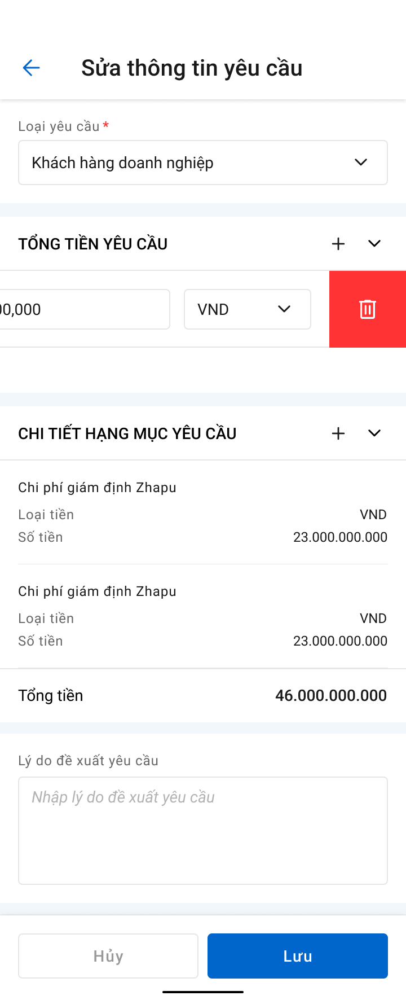 Sửa thông tin yêu cầu
Loại yêu cầu *
Khách hàng doanh nghiệp
TỔNG TIỀN YÊU CẦU
00,000
VND
CHI TIẾT HẠNG MỤC YÊU CẦU
Chi phí giám định Zhapu
Loại tiền VND
Số tiền 23.000.000.000
Chi phí giám định Zhapu
Loại tiền VND
Số tiền 23.000.000.000
Tổng tiền 46.000.000.000
Lý do đề xuất yêu cầu
Nhập lý do đề xuất yêu cầu
Hủy Lưu